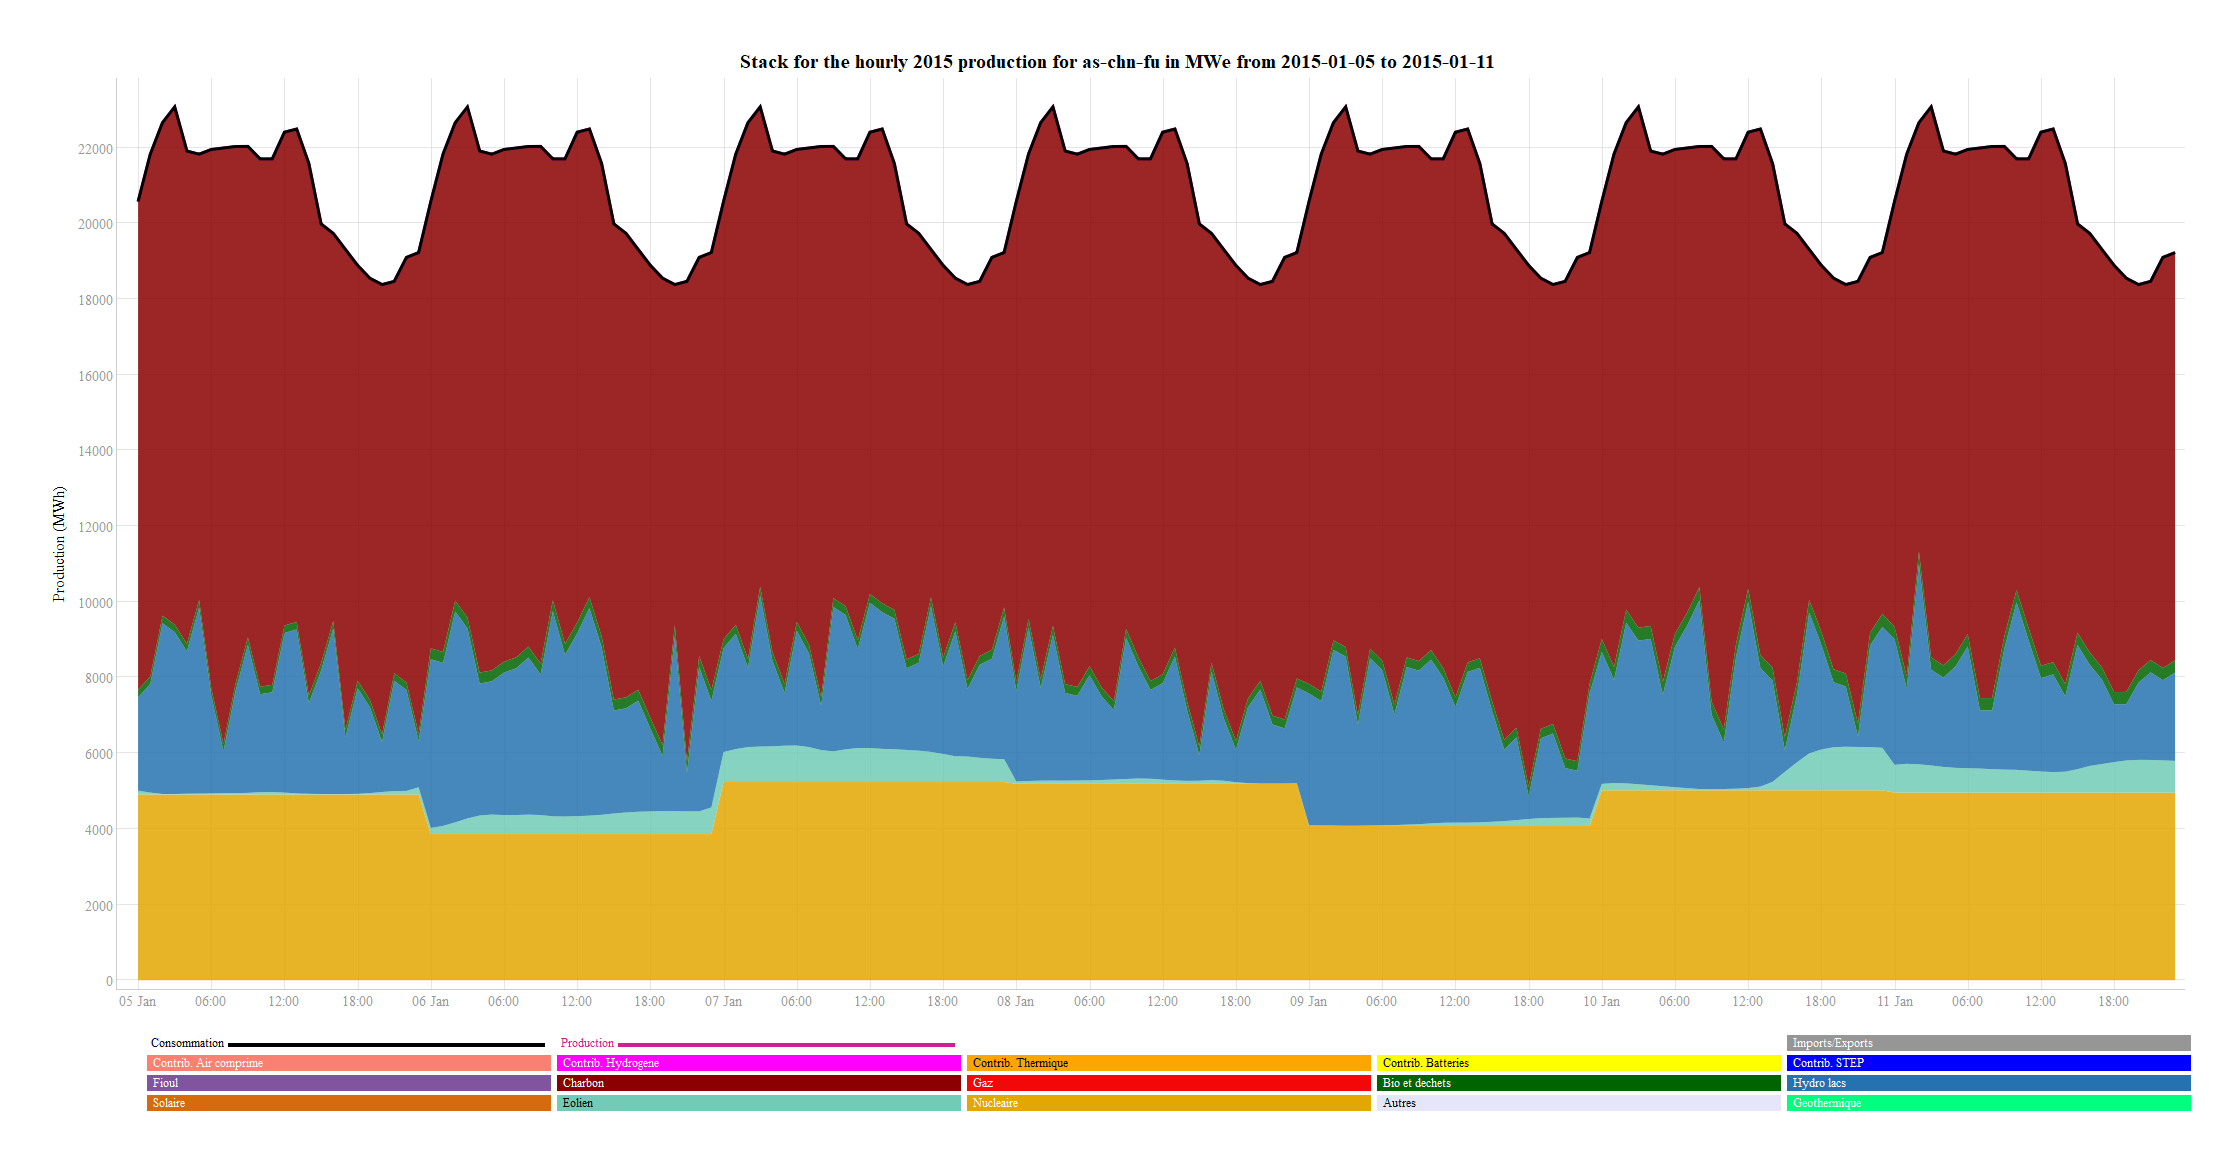 Stack for the hourly 2015 production for as-chn-fu in MWe from 2015-01-05 to 2015-01-11
22000
20000
18000
16000
14000
12000
10000
8000
6000
4000
2000
0
Production (MWh)
05 Jan 06:00 12:00 18:00 06 Jan 06:00 12:00 18:00 07 Jan 06:00 12:00 18:00 08 Jan 06:00 12:00 18:00 09 Jan 06:00 12:00 18:00 10 Jan 06:00 12:00 18:00 11 Jan 06:00 12:00 18:00
Consommation Production Imports/Exports
Contrib. Air comprime Contrib. Hydrogene Contrib. Thermique Contrib. Batteries Contrib. STEP
Fioul Charbon Gaz Bio et dechets Hydro lacs
Solaire Eolien Nucleaire Autres Geothermique